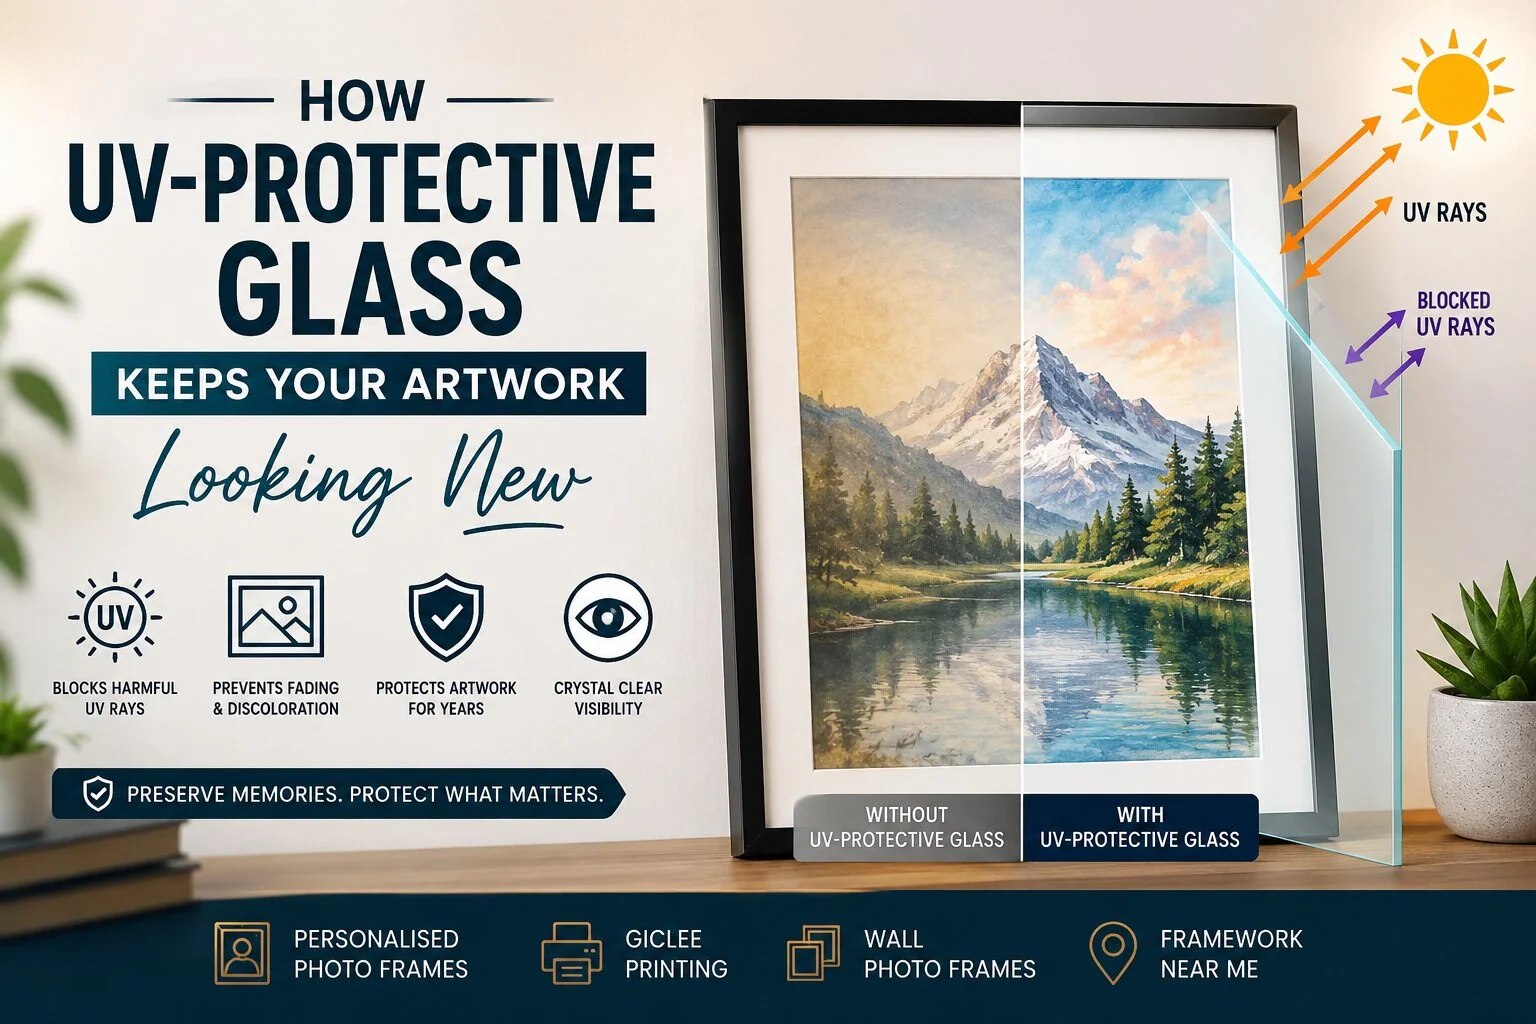 HOW
UV-PROTECTIVE
GLASS
KEEPS YOUR ARTWORK
Looking New
UV
BLOCKS HARMFUL
UV RAYS
PREVENTS FADING
& DISCOLORATION
PROTECTS ARTWORK
FOR YEARS
CRYSTAL CLEAR
VISIBILITY
PRESERVE MEMORIES. PROTECT WHAT MATTERS.
UV RAYS
BLOCKED
UV RAYS
WITHOUT
UV-PROTECTIVE GLASS
WITH
UV-PROTECTIVE GLASS
PERSONALISED
PHOTO FRAMES
GICLEE
PRINTING
WALL
PHOTO FRAMES
FRAMEWORK
NEAR ME